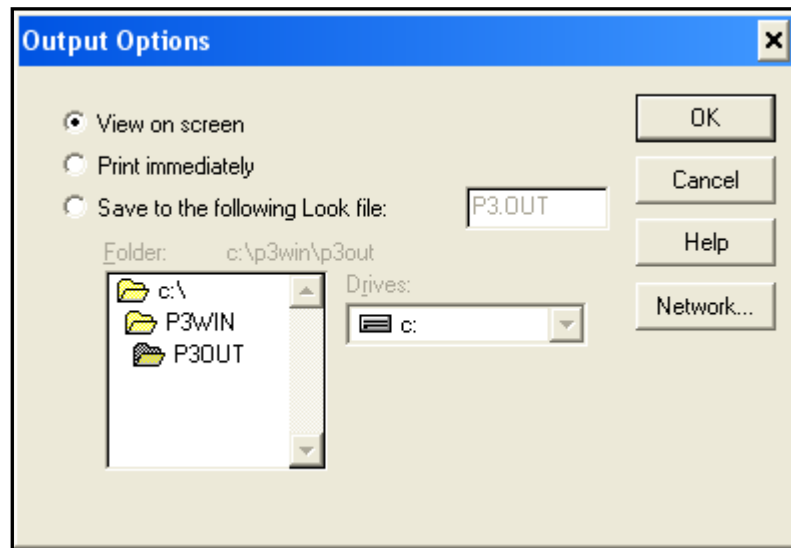 Output Options
View on screen
Print immediately
Save to the following Look file: P3.OUT
Folder: c:\p3win\p3out
c:\
P3WIN
P3OUT
Drives:
c:
OK
Cancel
Help
Network...